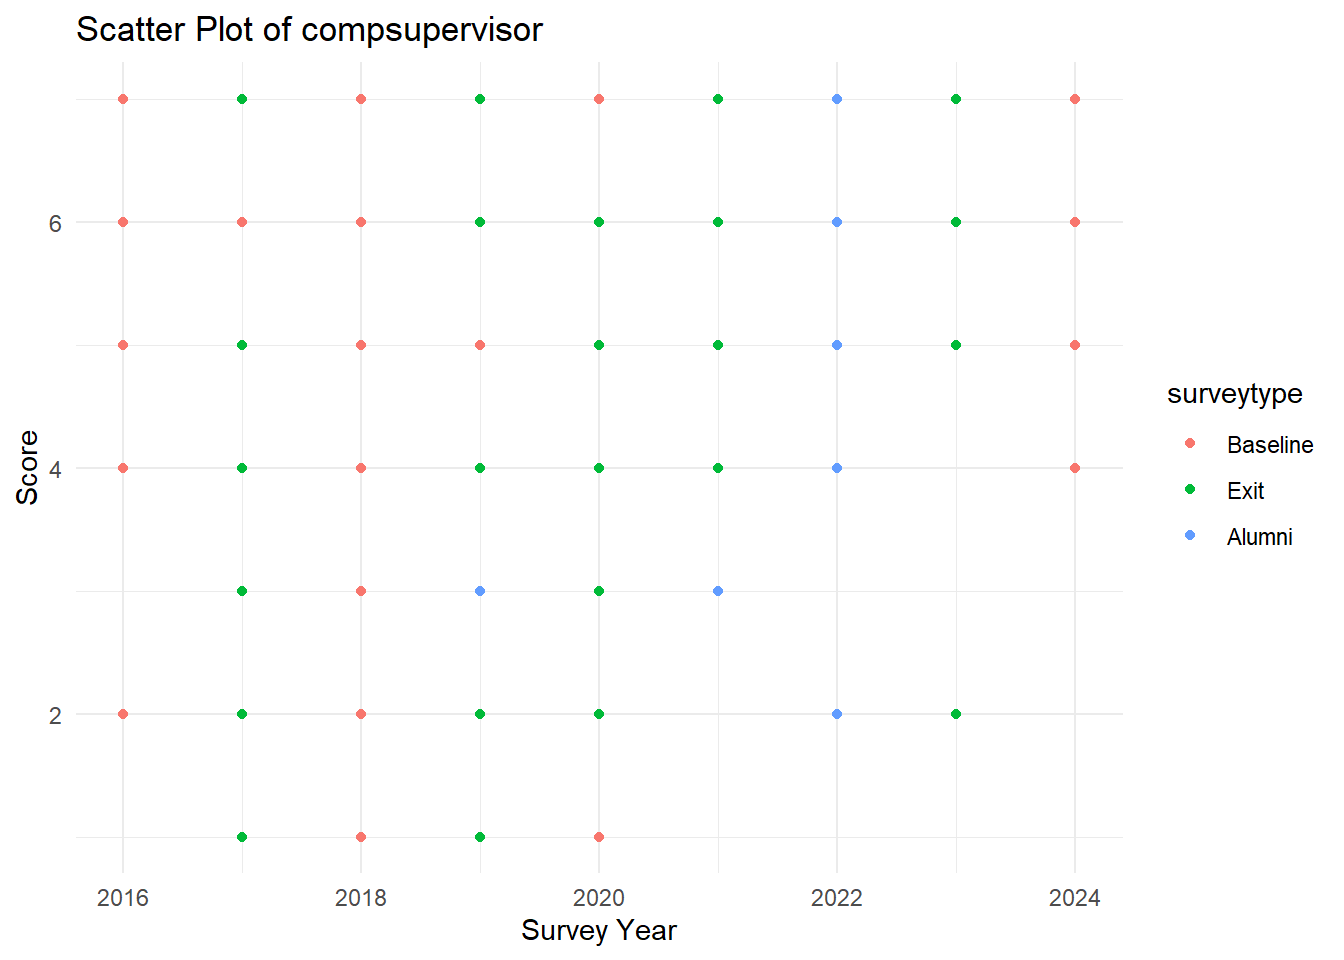 Scatter Plot of compsupervisor
6
4
2
Score
2016 2018 2020 2022 2024
Survey Year
surveytype
Baseline
Exit
Alumni